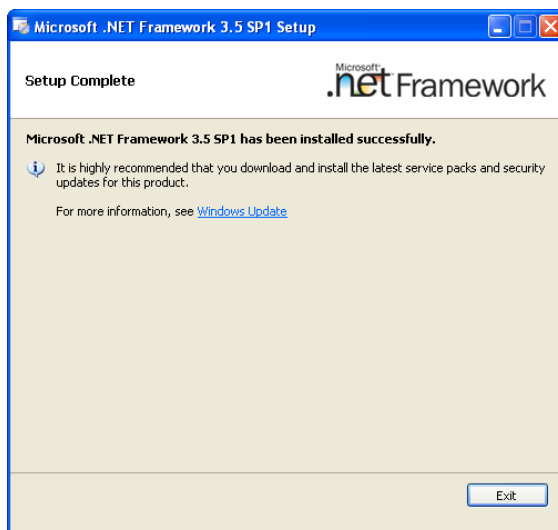 Microsoft .NET Framework 3.5 SP1 Setup
Setup Complete
Microsoft
.net Framework
Microsoft .NET Framework 3.5 SP1 has been installed successfully.
It is highly recommended that you download and install the latest service packs and security
updates for this product.
For more information, see Windows Update
Exit